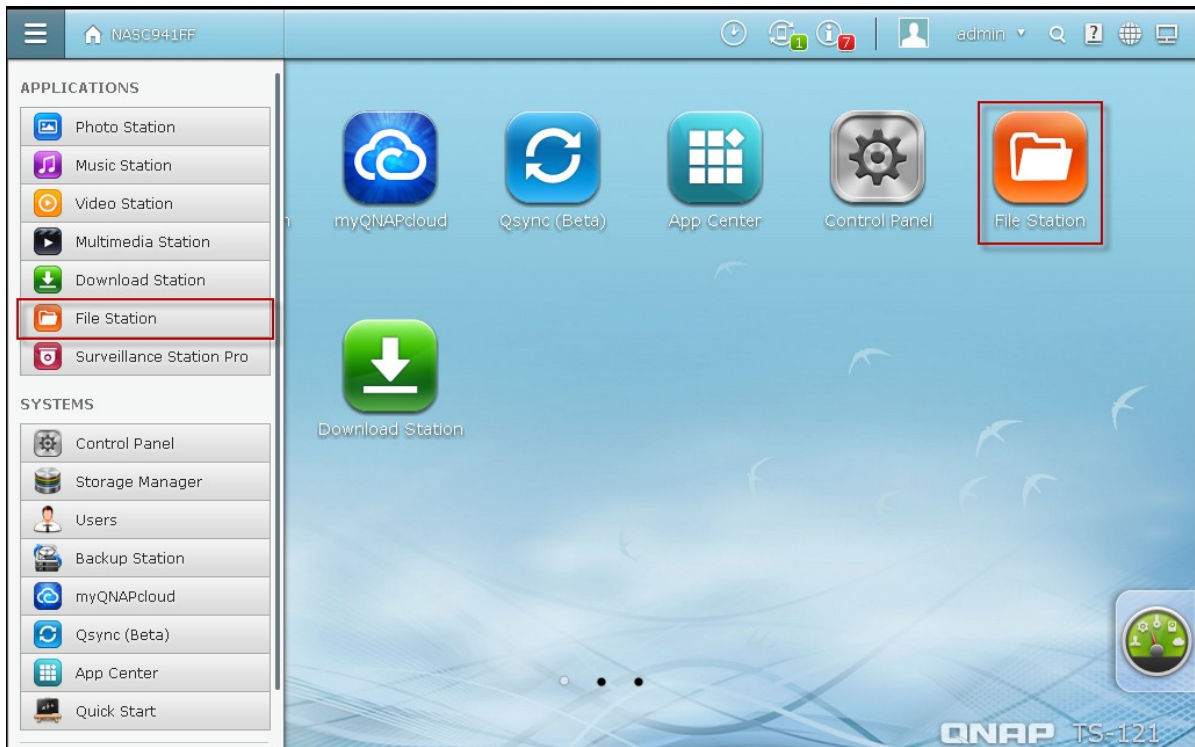 NASC941FF
1
7
admin
?
APPLICATIONS
Photo Station
Music Station
Video Station
Multimedia Station
Download Station
File Station
Surveillance Station Pro
SYSTEMS
Control Panel
Storage Manager
Users
Backup Station
myQNAPcloud
Qsync (Beta)
App Center
Quick Start
n
myQNAPcloud
Qsync (Beta)
App Center
Control Panel
File Station
Download Station
QNAP TS-121